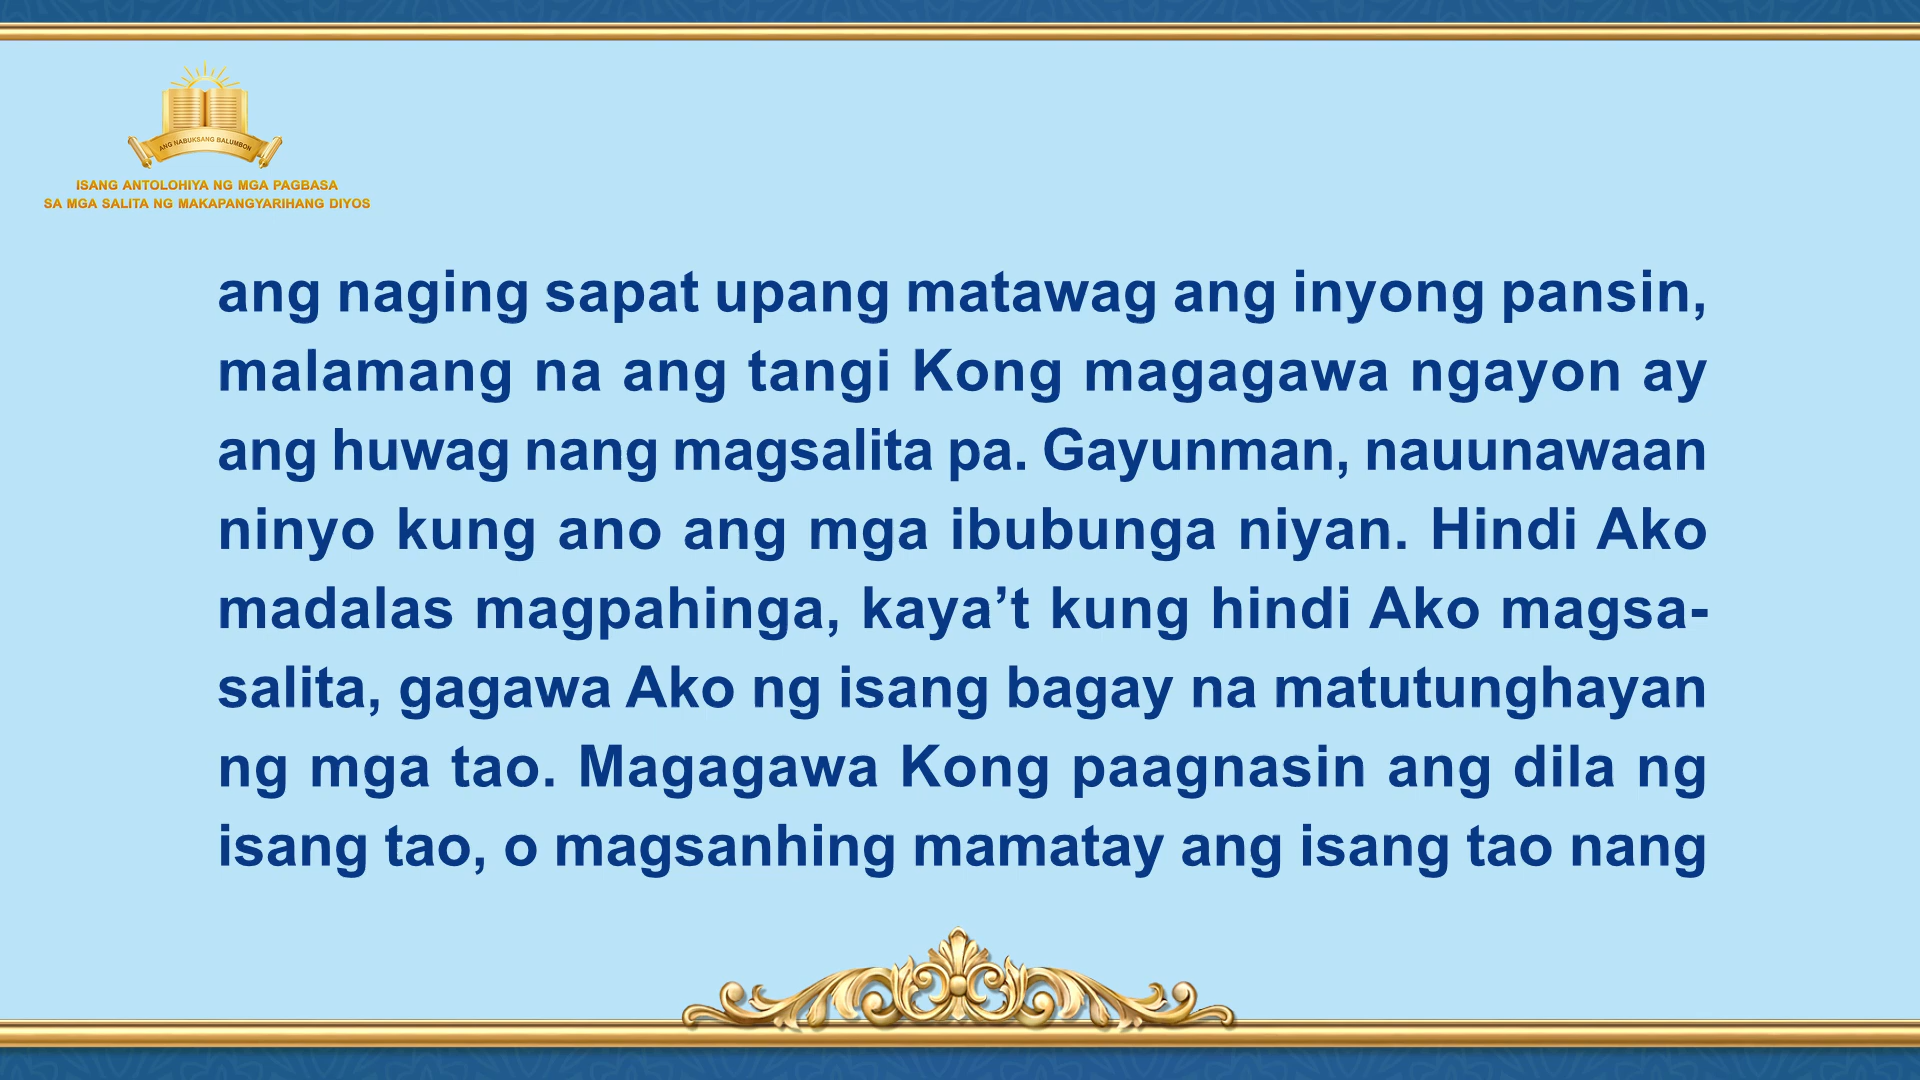 ANG NABUKSANG BALUMBON
ISANG ANTOLOHIYA NG MGA PAGBASA
SA MGA SALITA NG MAKAPANGYARIHANG DIYOS
ang naging sapat upang matawag ang inyong pansin,
malamang na ang tangi Kong magagawa ngayon ay
ang huwag nang magsalita pa. Gayunman, nauunawaan
ninyo kung ano ang mga ibubunga niyan. Hindi Ako
madalas magpahinga, kaya’t kung hindi Ako magsa-
salita, gagawa Ako ng isang bagay na matutunghayan
ng mga tao. Magagawa Kong paagnasin ang dila ng
isang tao, o magsanhing mamatay ang isang tao nang